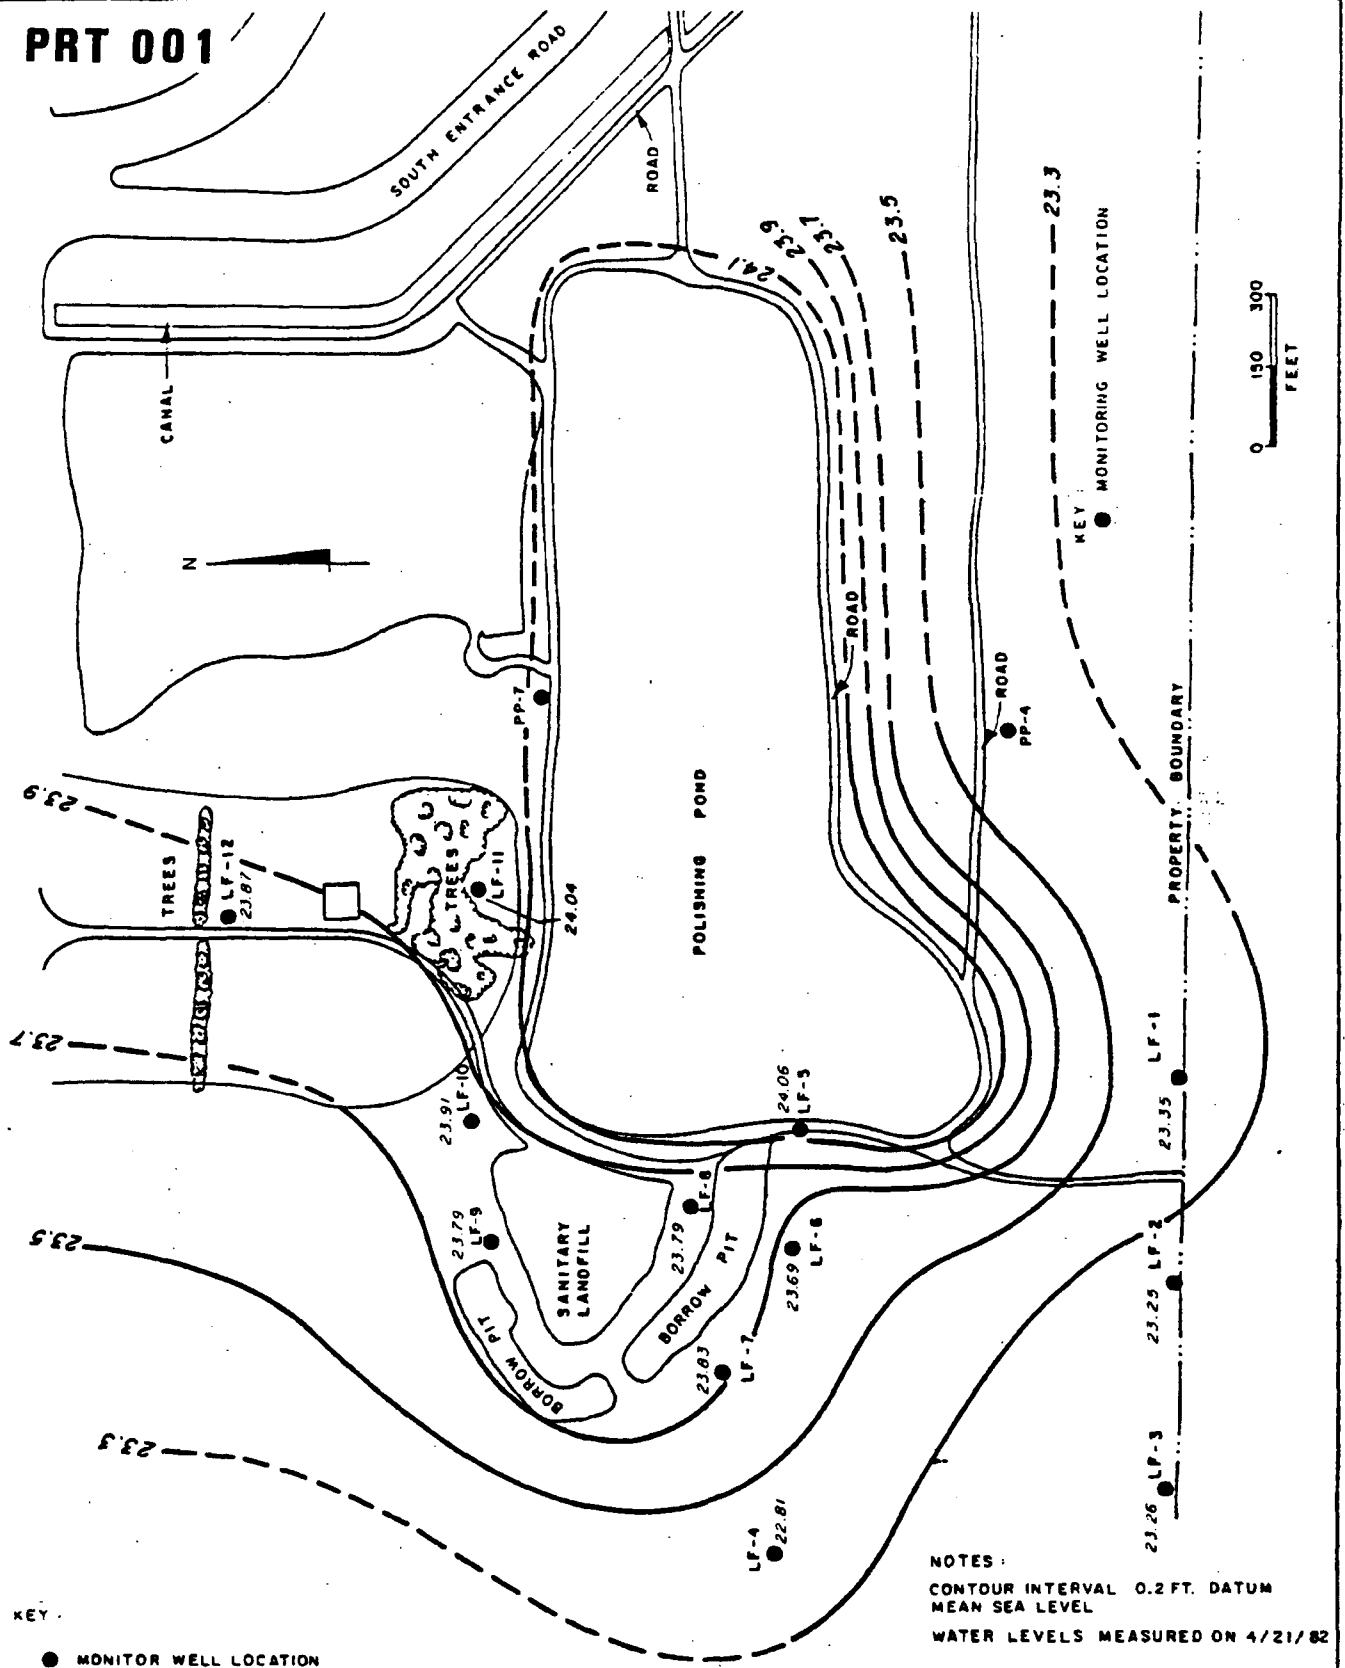 PRT 001
SOUTH ENTRANCE ROAD
ROAD
CANAL
N
24.1
23.9
23.7
23.5
23.3
KEY:
MONITORING WELL LOCATION
0 150 300
FEET
PP-7
ROAD
ROAD
PP-4
POLISHING POND
PROPERTY BOUNDARY
23.9
TREES
LF-12
23.87
TREES
LF-11
24.04
23.7
LF-10
23.91
24.06
LF-5
LF-1
23.35
23.5
23.79
LF-9
SANITARY
LANDFILL
LF-8
23.79
BORROW PIT
BORROW PIT
LF-6
23.69
LF-7
23.83
LF-2
23.25
23.3
LF-4
22.81
LF-3
23.26
NOTES:
CONTOUR INTERVAL 0.2 FT. DATUM
MEAN SEA LEVEL
WATER LEVELS MEASURED ON 4/21/82
KEY.
MONITOR WELL LOCATION